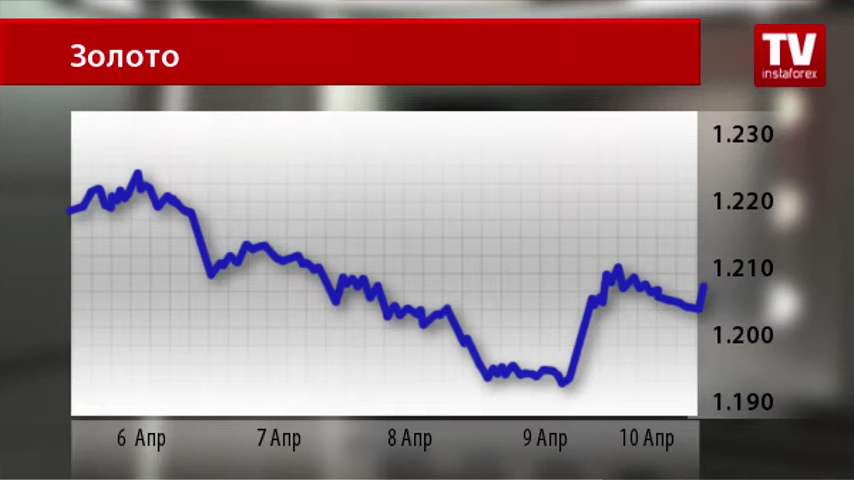 Золото
TV
instaforex
1.230
1.220
1.210
1.200
1.190
6 Апр
7 Апр
8 Апр
9 Апр
10 Апр